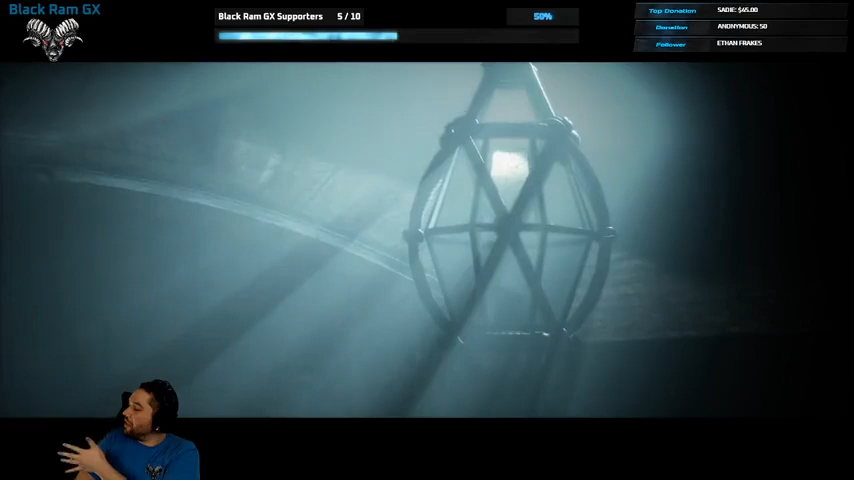 Black Ram GX
Black Ram GX Supporters 5 / 10
50%
Top Donation SADIE: $45.00
Donation ANONYMOUS: 50
Follower ETHAN FRAKES